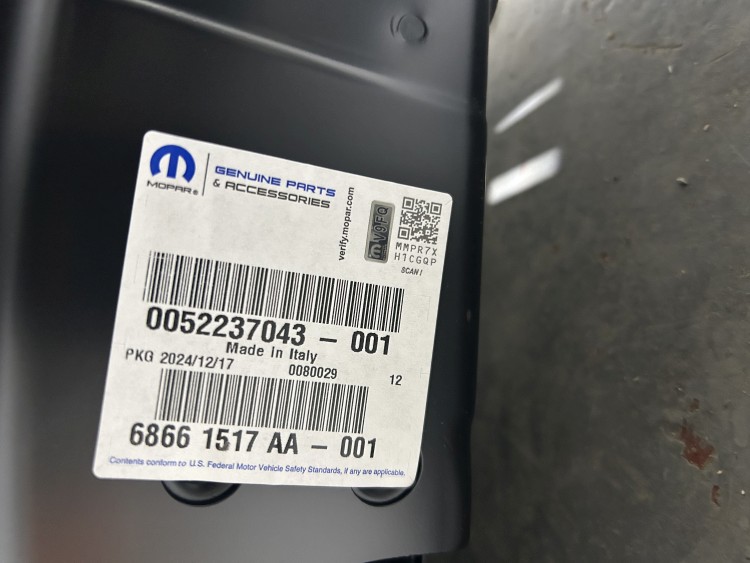 MOPAR®
GENUINE PARTS
& ACCESSORIES
verify.mopar.com
V9FQ
MMPR7X
H1CGQP
SCAN!
0052237043 - 001
Made In Italy
PKG 2024/12/17 0080029 12
6866 1517 AA - 001
Contents conform to U.S. Federal Motor Vehicle Safety Standards, if any are applicable.